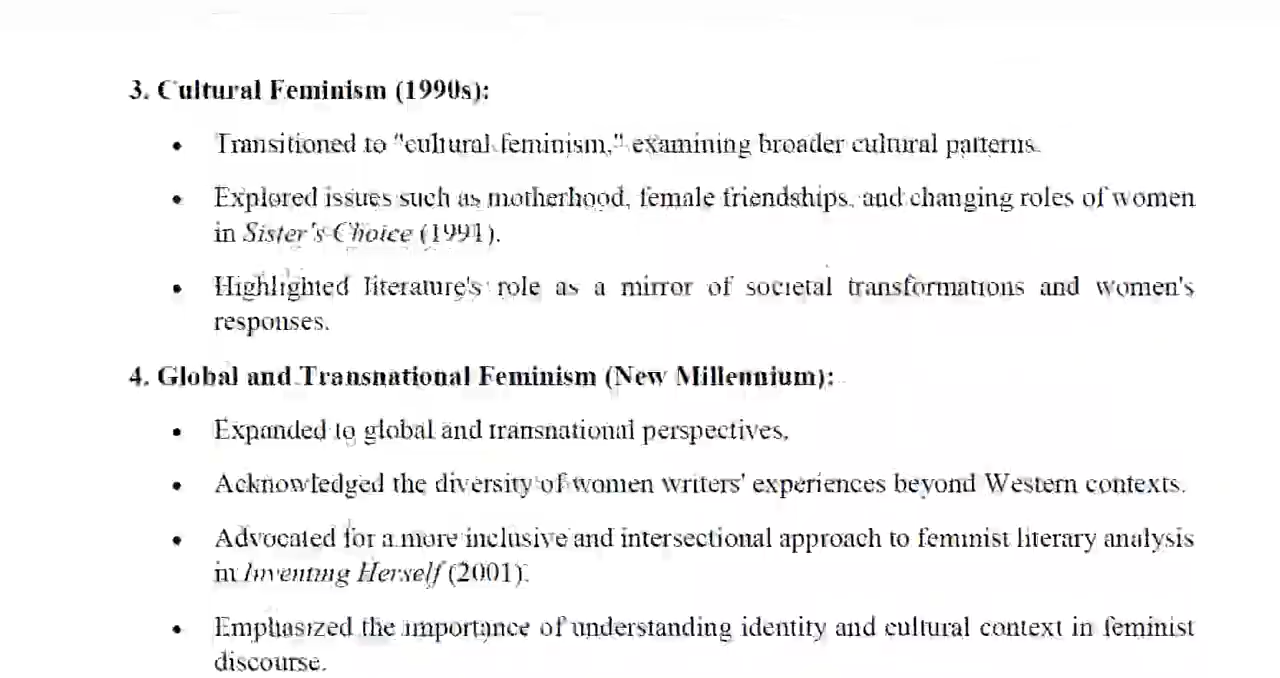 3. Cultural Feminism (1990s):
• Transitioned to "cultural feminism," examining broader cultural patterns.
• Explored issues such as motherhood, female friendships, and changing roles of women
in Sister's Choice (1991).
• Highlighted literature's role as a mirror of societal transformations and women's
responses.
4. Global and Transnational Feminism (New Millennium):
• Expanded to global and transnational perspectives.
• Acknowledged the diversity of women writers' experiences beyond Western contexts.
• Advocated for a more inclusive and intersectional approach to feminist literary analysis
in Inventing Herself (2001).
• Emphasized the importance of understanding identity and cultural context in feminist
discourse.